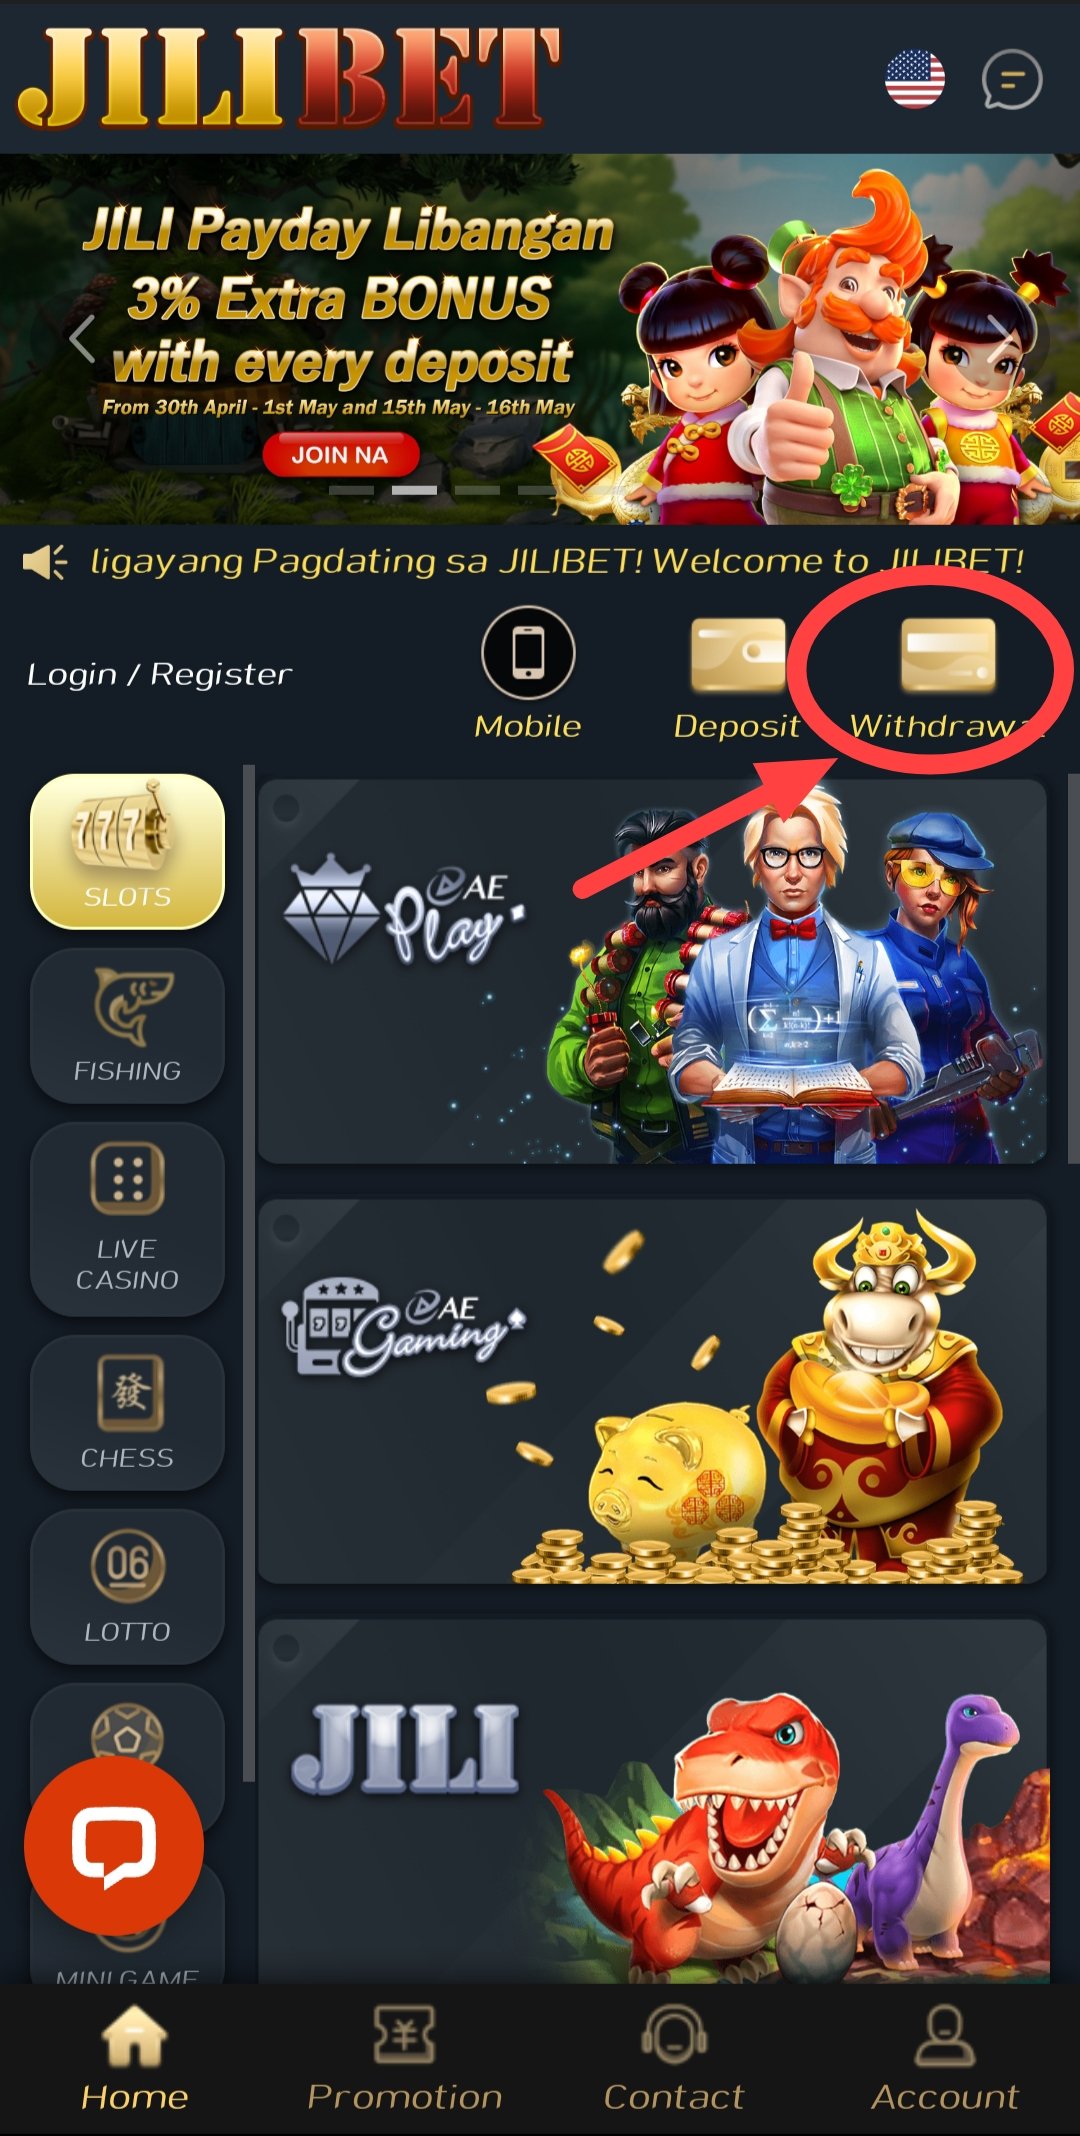 JILIBET
JILI Payday Libangan
3% Extra BONUS
with every deposit
From 30th April - 1st May and 15th May - 16th May
JOIN NA
ligayang Pagdating sa JILIBET! Welcome to JILIBET!
Login / Register
Mobile
Deposit
Withdrawal
777
SLOTS
AE
Play
FISHING
LIVE
CASINO
AE
Gaming
發
CHESS
06
LOTTO
JILI
MINI GAME
Home
Promotion
Contact
Account